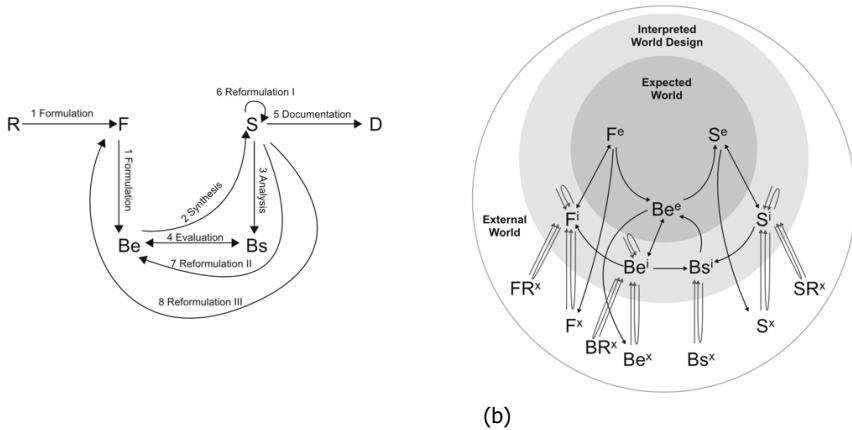 6 Reformulation I
R
1 Formulation
F
S
5 Documentation
D
1 Formulation
2 Synthesis
3 Analysis
Be
4 Evaluation
Bs
7 Reformulation II
8 Reformulation III
Interpreted
World Design
Expected
World
Fᵉ
Sᵉ
Beᵉ
External
World
Fⁱ
Sⁱ
Beⁱ
Bsⁱ
FRˣ
SRˣ
Fˣ
BRˣ
Sˣ
Beˣ
Bsˣ
(b)